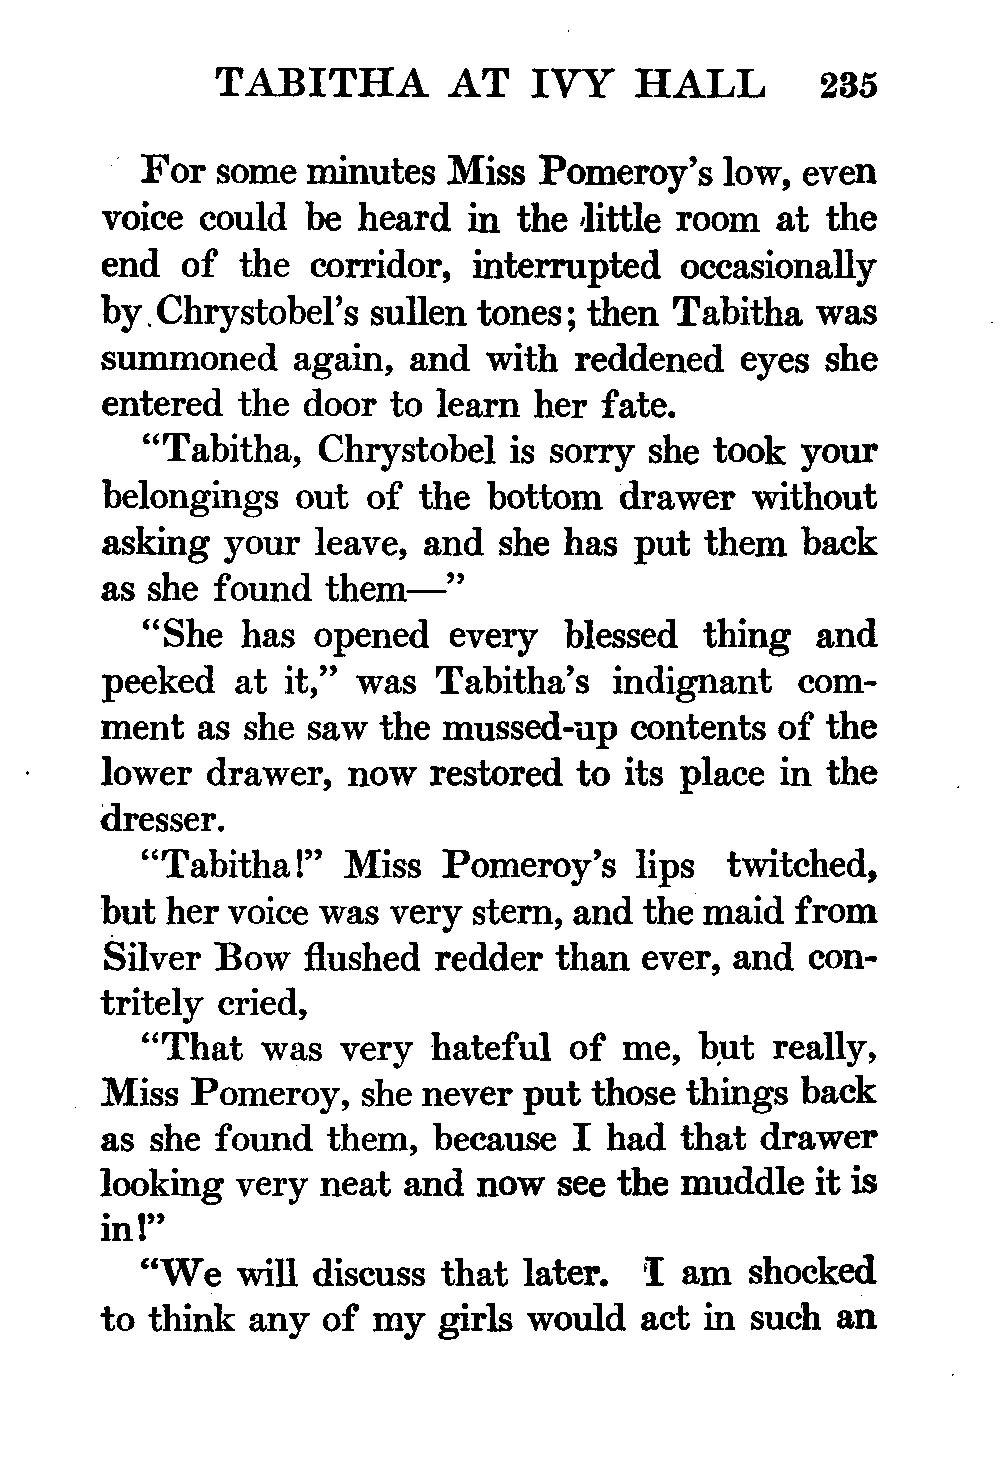 TABITHA AT IVY HALL 235
For some minutes Miss Pomeroy's low, even
voice could be heard in the little room at the
end of the corridor, interrupted occasionally
by Chrystobel's sullen tones; then Tabitha was
summoned again, and with reddened eyes she
entered the door to learn her fate.
“Tabitha, Chrystobel is sorry she took your
belongings out of the bottom drawer without
asking your leave, and she has put them back
as she found them—”
“She has opened every blessed thing and
peeked at it,” was Tabitha's indignant com-
ment as she saw the mussed-up contents of the
lower drawer, now restored to its place in the
dresser.
“Tabitha!” Miss Pomeroy's lips twitched,
but her voice was very stern, and the maid from
Silver Bow flushed redder than ever, and con-
tritely cried,
“That was very hateful of me, but really,
Miss Pomeroy, she never put those things back
as she found them, because I had that drawer
looking very neat and now see the muddle it is
in!”
“We will discuss that later. I am shocked
to think any of my girls would act in such an